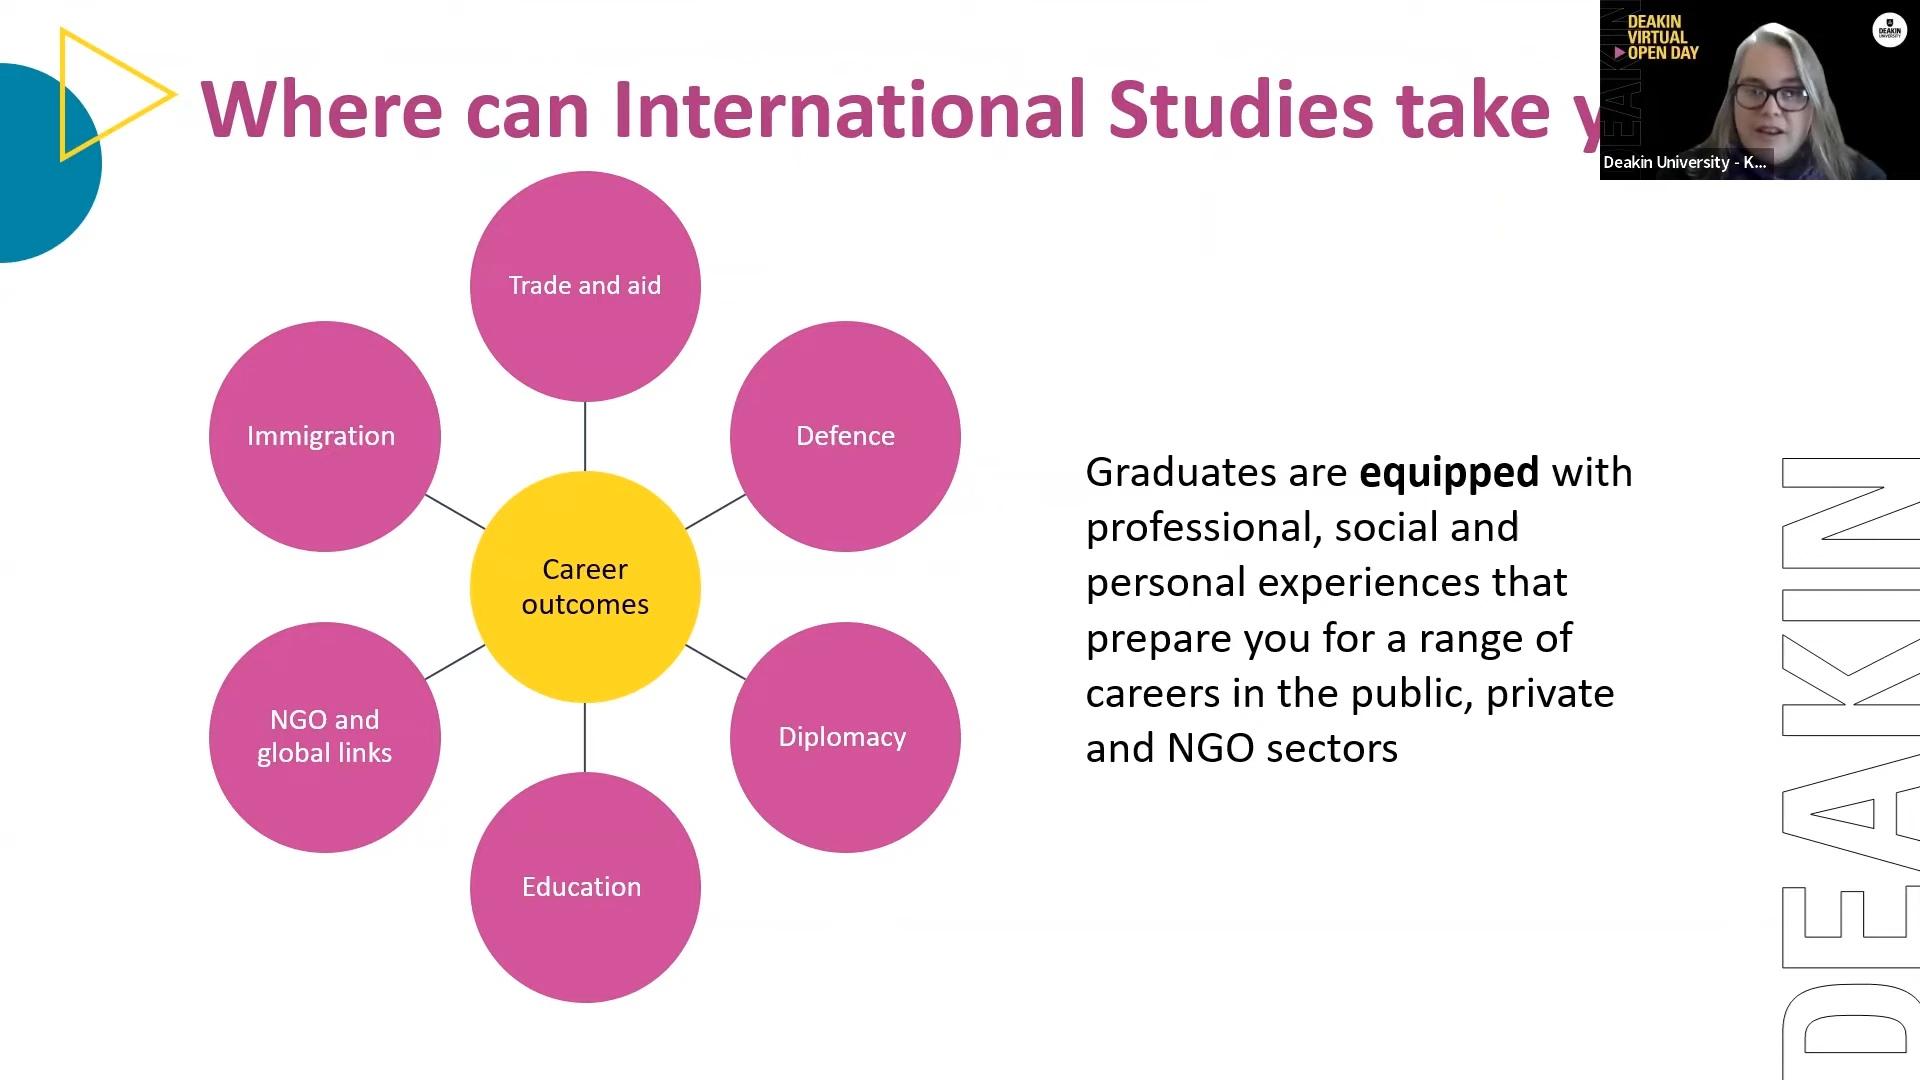 Where can International Studies take y
DEAKIN
VIRTUAL
OPEN DAY
DEAKIN
UNIVERSITY
Deakin University - K...
Trade and aid
Immigration
Defence
Career
outcomes
NGO and
global links
Diplomacy
Education
Graduates are equipped with
professional, social and
personal experiences that
prepare you for a range of
careers in the public, private
and NGO sectors
DEAKIN